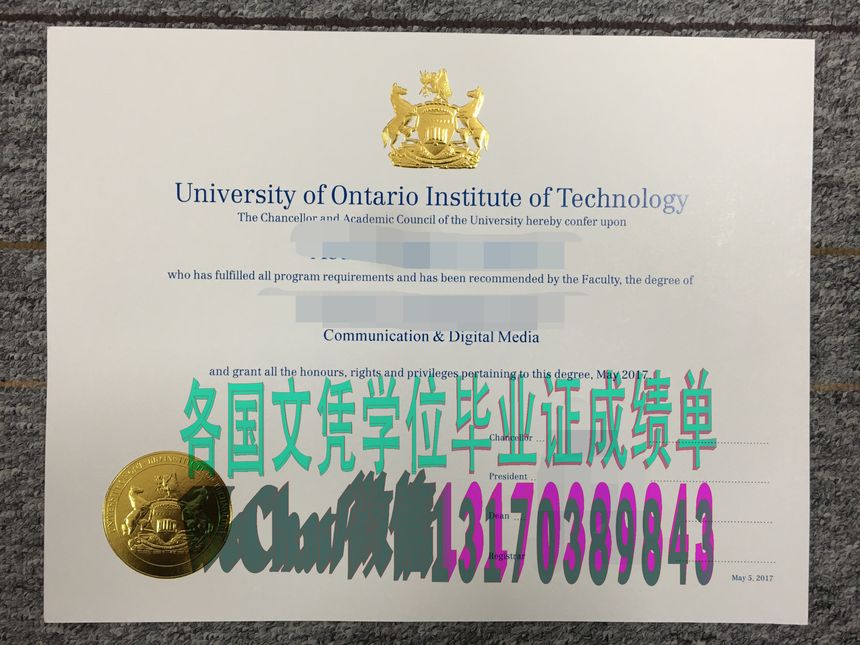 University of Ontario Institute of Technology
The Chancellor and Academic Council of the University hereby confer upon
who has fulfilled all program requirements and has been recommended by the Faculty, the degree of
Communication & Digital Media
and grant all the honours, rights and privileges pertaining to this degree, May 2017.
各国文凭学位毕业证成绩单
Chancellor
President
WeChat/微信13170389843
Dean
Registrar
May 5, 2017